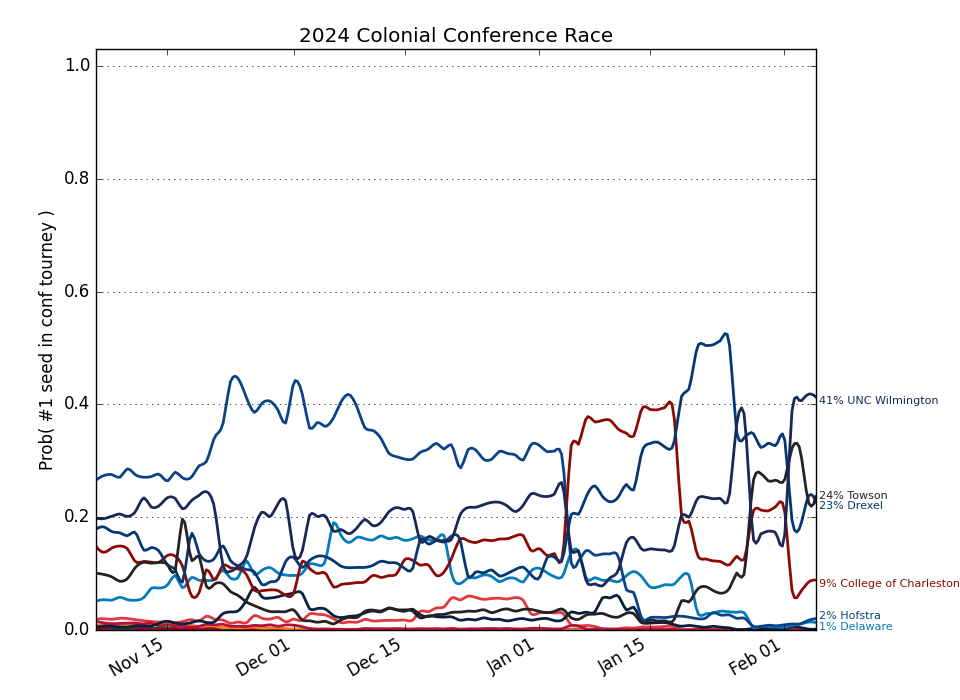 2024 Colonial Conference Race
Prob( #1 seed in conf tourney )
1.0
0.8
0.6
0.4
0.2
0.0
41% UNC Wilmington
24% Towson
23% Drexel
9% College of Charleston
2% Hofstra
1% Delaware
Nov 15
Dec 01
Dec 15
Jan 01
Jan 15
Feb 01